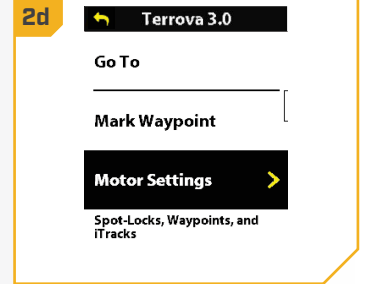 2d
Terrova 3.0
Go To
Mark Waypoint
Motor Settings
Spot-Locks, Waypoints, and
iTracks